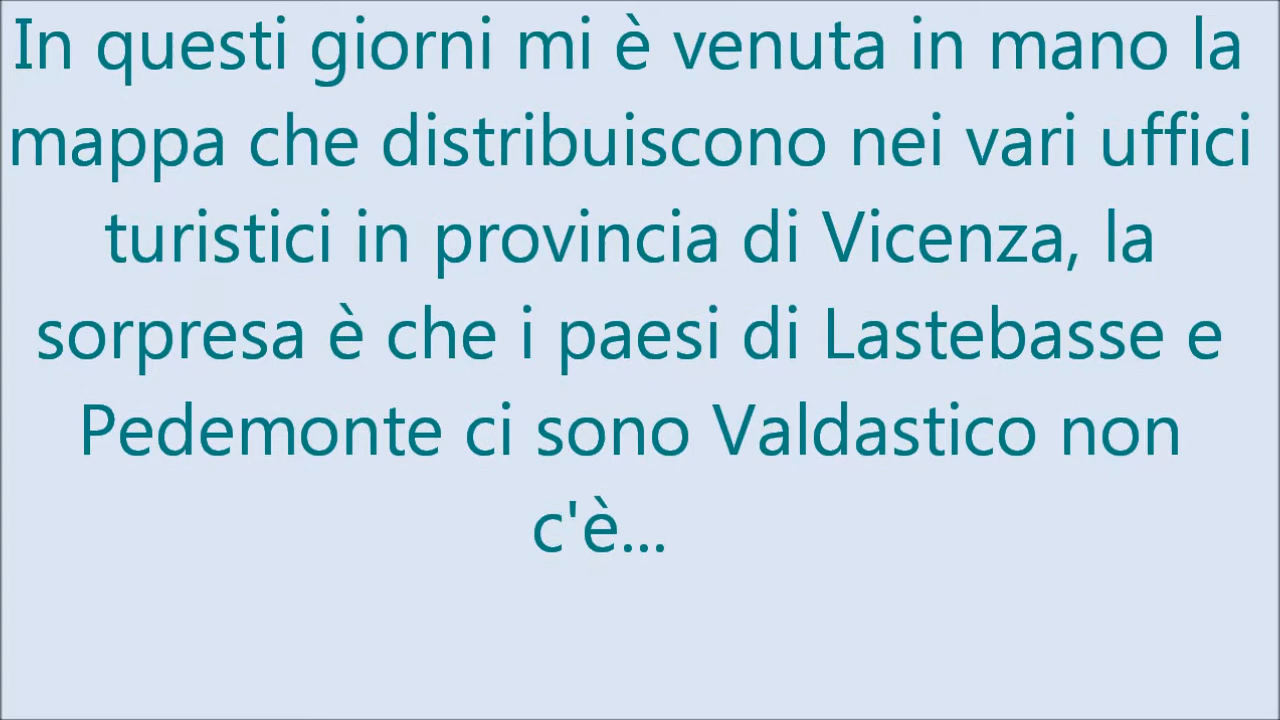 In questi giorni mi è venuta in mano la
mappa che distribuiscono nei vari uffici
turistici in provincia di Vicenza, la
sorpresa è che i paesi di Lastebasse e
Pedemonte ci sono Valdastico non
c'è...